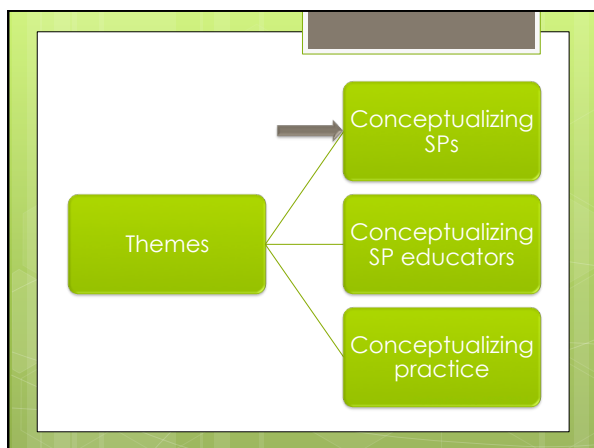 Themes
Conceptualizing
SPs
Conceptualizing
SP educators
Conceptualizing
practice